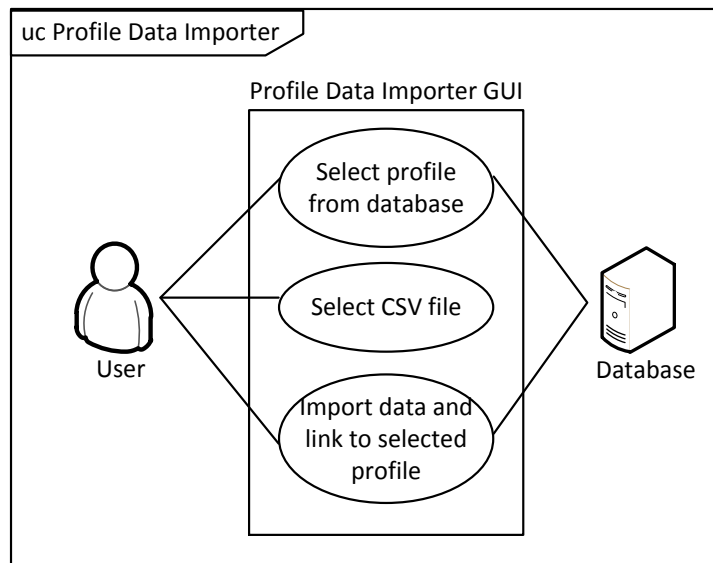 uc Profile Data Importer
Profile Data Importer GUI
Select profile
from database
Select CSV file
User
Database
Import data and
link to selected
profile